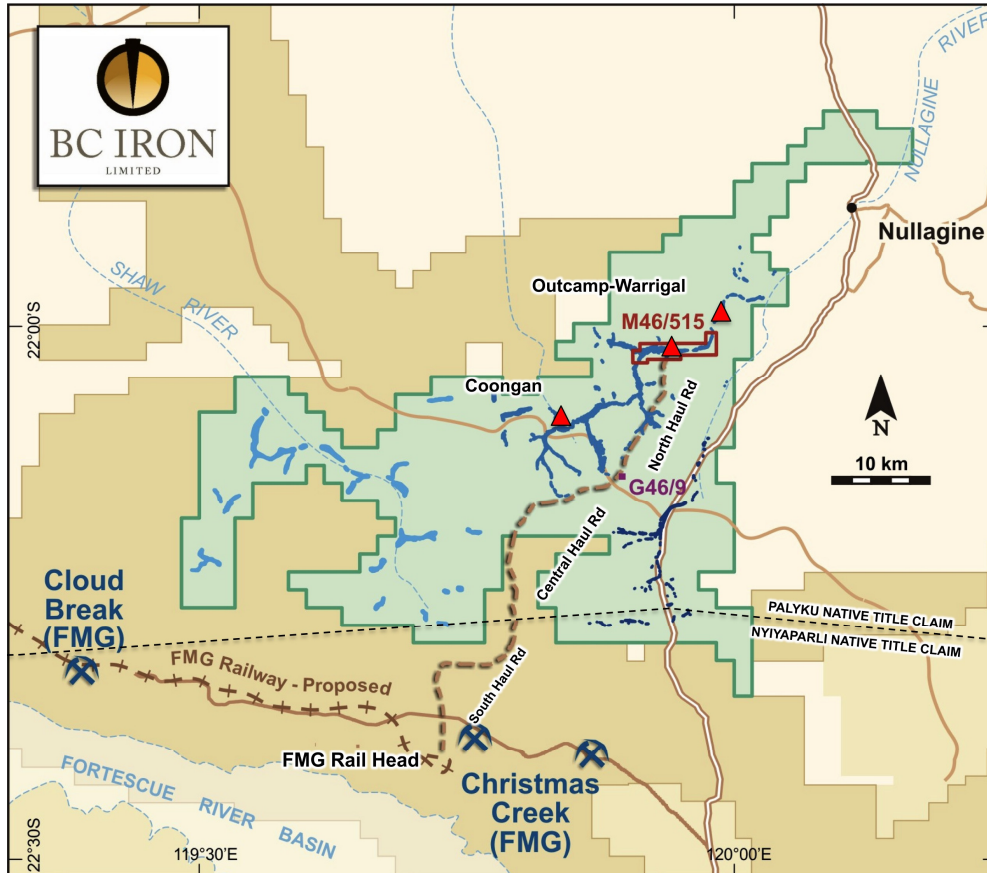 BC IRON
LIMITED
RIVER
NULLAGINE
Nullagine
SHAW RIVER
Outcamp-Warrigal
22°00'S
M46/515
Coongan
North Haul Rd
N
10 km
G46/9
Central Haul Rd
Cloud
Break
(FMG)
PALYKU NATIVE TITLE CLAIM
NYIYAPARLI NATIVE TITLE CLAIM
FMG Railway - Proposed
South Haul Rd
FMG Rail Head
Christmas
Creek
(FMG)
FORTESCUE RIVER BASIN
22°30'S
119°30'E
120°00'E